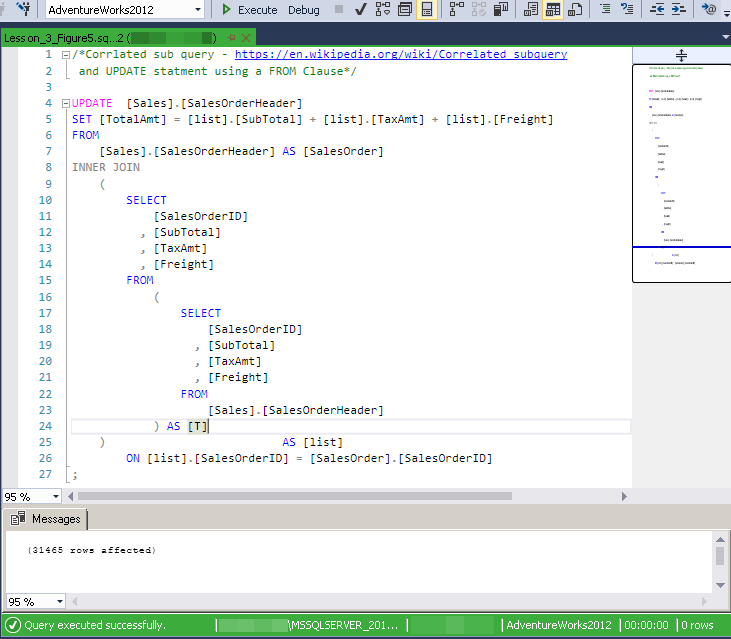 AdventureWorks2012 Execute Debug
Lesson_3_Figure5.sq...2 ( )
1 /*Corrlated sub query - https://en.wikipedia.org/wiki/Correlated_subquery
2 and UPDATE statment using a FROM Clause*/
3
4 UPDATE [Sales].[SalesOrderHeader]
5 SET [TotalAmt] = [list].[SubTotal] + [list].[TaxAmt] + [list].[Freight]
6 FROM
7 [Sales].[SalesOrderHeader] AS [SalesOrder]
8 INNER JOIN
9 (
10 SELECT
11 [SalesOrderID]
12 , [SubTotal]
13 , [TaxAmt]
14 , [Freight]
15 FROM
16 (
17 SELECT
18 [SalesOrderID]
19 , [SubTotal]
20 , [TaxAmt]
21 , [Freight]
22 FROM
23 [Sales].[SalesOrderHeader]
24 ) AS [T]
25 ) AS [list]
26 ON [list].[SalesOrderID] = [SalesOrder].[SalesOrderID]
27 ;
95 %
Messages
(31465 rows affected)
95 %
Query executed successfully. | \MSSQLSERVER_201... | | AdventureWorks2012 | 00:00:00 | 0 rows